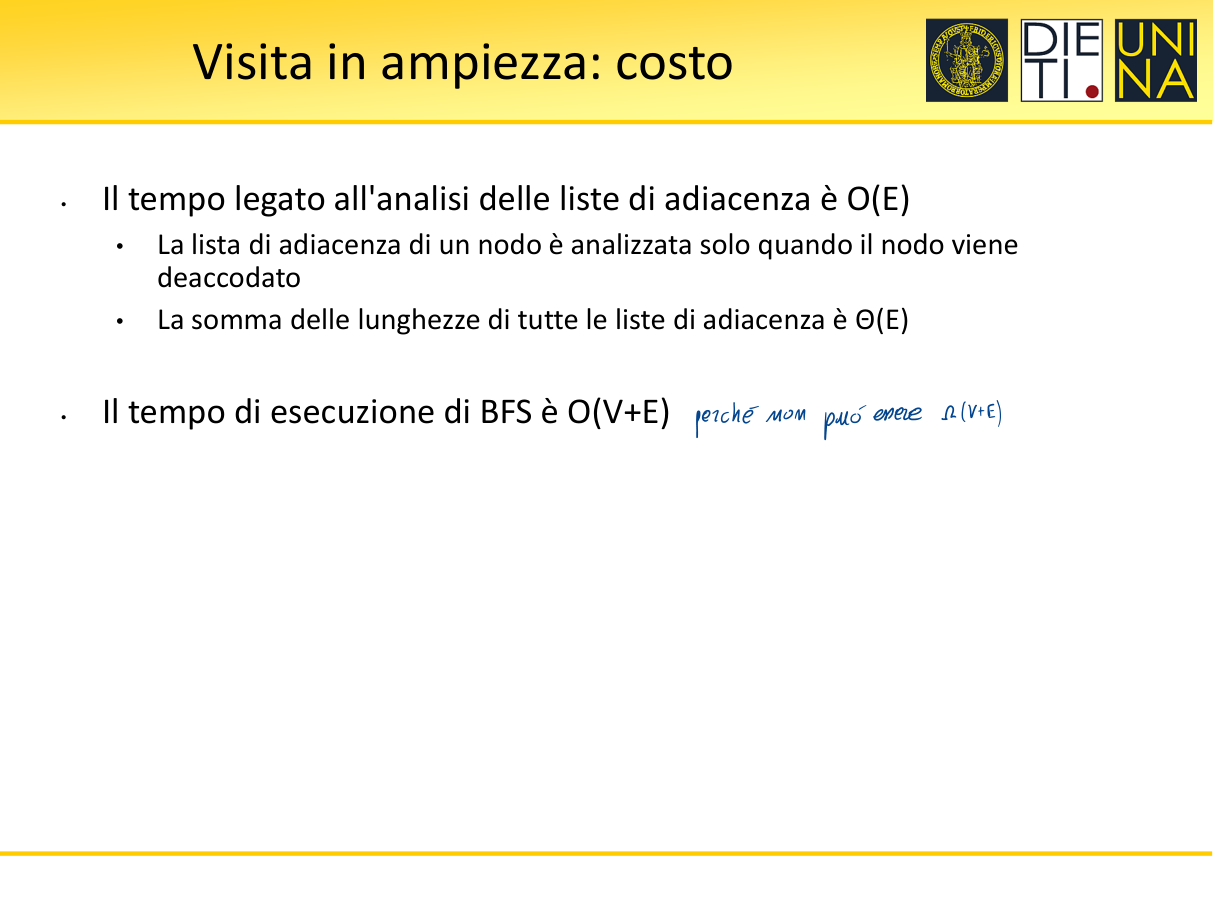 Visita in ampiezza: costo
DIE
TI.
UNI
NA
• Il tempo legato all'analisi delle liste di adiacenza è O(E)
• La lista di adiacenza di un nodo è analizzata solo quando il nodo viene
deaccodato
• La somma delle lunghezze di tutte le liste di adiacenza è Θ(E)
• Il tempo di esecuzione di BFS è O(V+E) perché non può essere Ω(V+E)